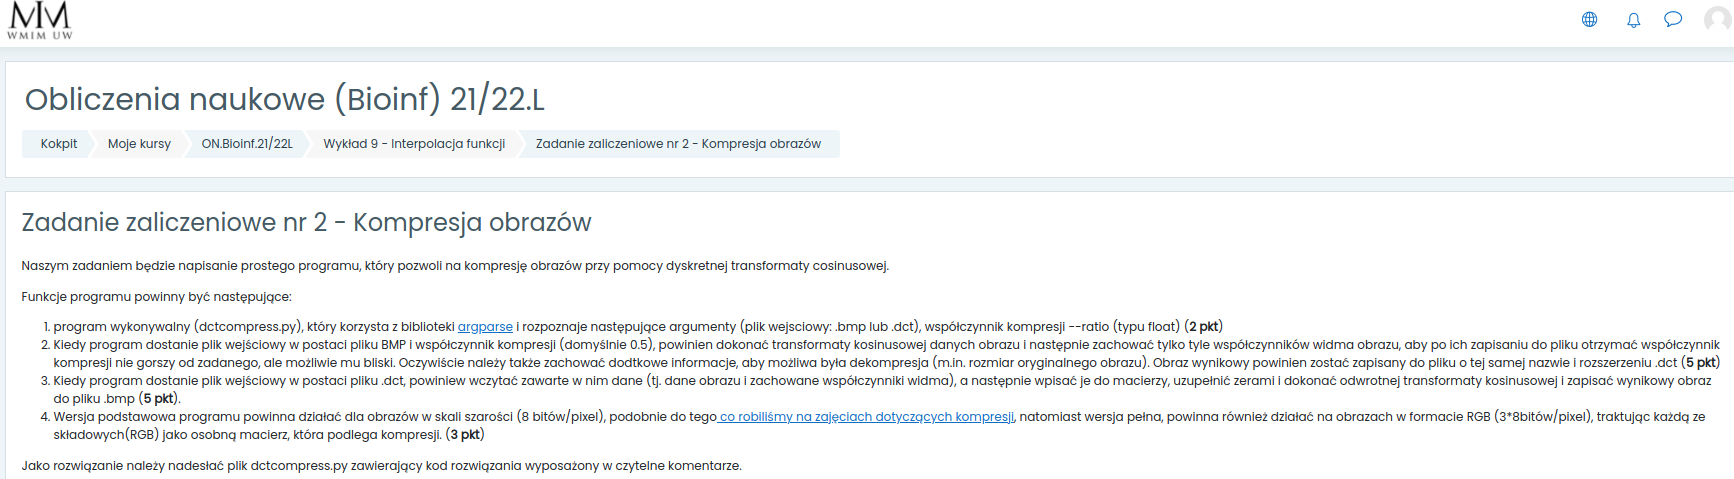 MIM
WMIM UW
Obliczenia naukowe (Bioinf) 21/22.L
Kokpit Moje kursy ON.Bioinf.21/22L Wykład 9 - Interpolacja funkcji Zadanie zaliczeniowe nr 2 - Kompresja obrazów
Zadanie zaliczeniowe nr 2 - Kompresja obrazów
Naszym zadaniem będzie napisanie prostego programu, który pozwoli na kompresję obrazów przy pomocy dyskretnej transformaty cosinusowej.
Funkcje programu powinny być następujące:
1. program wykonywalny (dctcompress.py), który korzysta z biblioteki argparse i rozpoznaje następujące argumenty (plik wejsciowy: .bmp lub .dct), współczynnik kompresji --ratio (typu float) (2 pkt)
2. Kiedy program dostanie plik wejściowy w postaci pliku BMP i współczynnik kompresji (domyślnie 0.5), powinien dokonać transformaty kosinusowej danych obrazu i następnie zachować tylko tyle współczynników widma obrazu, aby po ich zapisaniu do pliku otrzymać współczynnik
kompresji nie gorszy od zadanego, ale możliwie mu bliski. Oczywiście należy także zachować dodtkowe informacje, aby możliwa była dekompresja (m.in. rozmiar oryginalnego obrazu). Obraz wynikowy powinien zostać zapisany do pliku o tej samej nazwie i rozszerzeniu .dct (5 pkt)
3. Kiedy program dostanie plik wejściowy w postaci pliku .dct, powiniew wczytać zawarte w nim dane (tj. dane obrazu i zachowane współczynniki widma), a następnie wpisać je do macierzy, uzupełnić zerami i dokonać odwrotnej transformaty kosinusowej i zapisać wynikowy obraz
do pliku .bmp (5 pkt).
4. Wersja podstawowa programu powinna działać dla obrazów w skali szarości (8 bitów/pixel), podobnie do tego co robiliśmy na zajęciach dotyczących kompresji, natomiast wersja pełna, powinna również działać na obrazach w formacie RGB (3*8bitów/pixel), traktując każdą ze
składowych(RGB) jako osobną macierz, która podlega kompresji. (3 pkt)
Jako rozwiązanie należy nadesłać plik dctcompress.py zawierający kod rozwiązania wyposażony w czytelne komentarze.